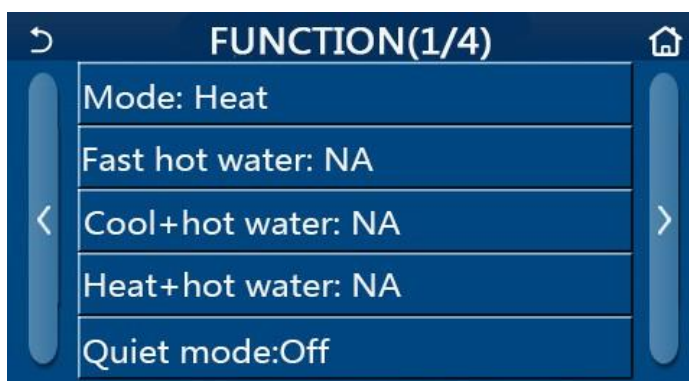 FUNCTION(1/4)
Mode: Heat
Fast hot water: NA
Cool+hot water: NA
Heat+hot water: NA
Quiet mode:Off